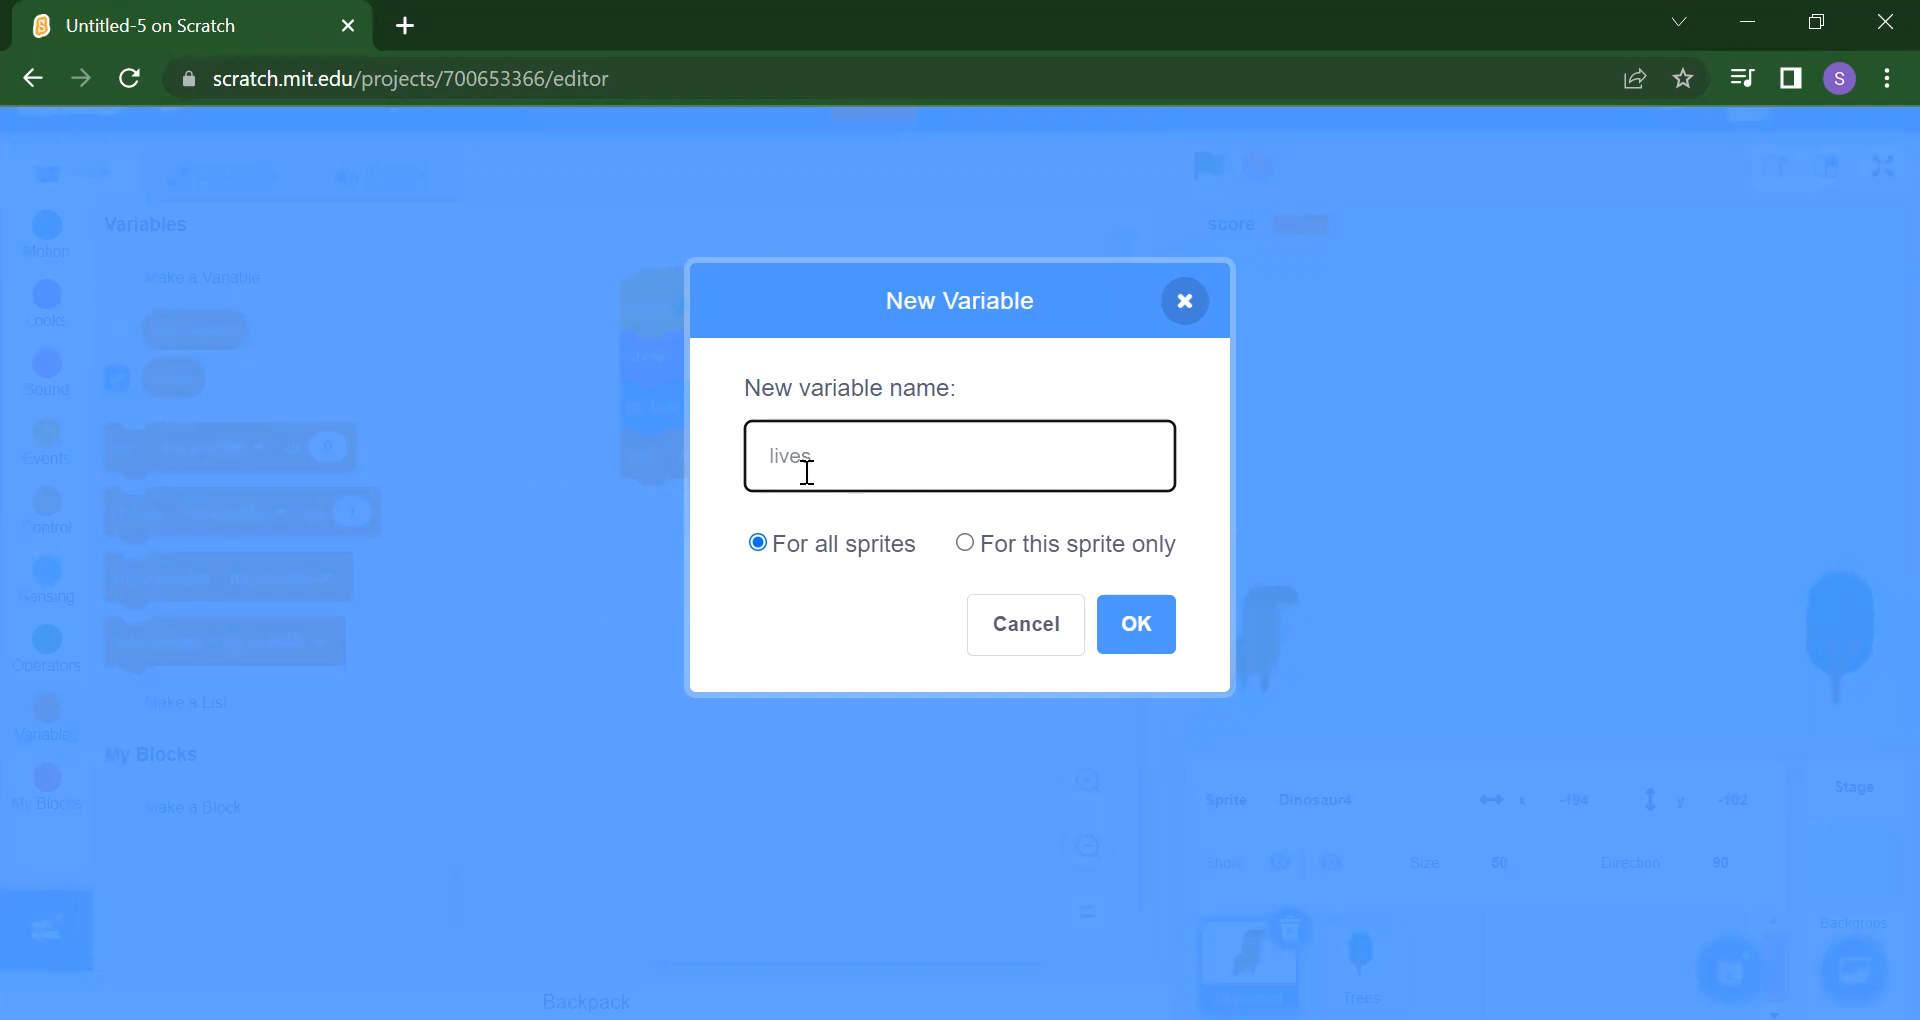 Untitled-5 on Scratch
scratch.mit.edu/projects/700653366/editor
S
Variables
score
Motion
Make a Variable
New Variable
Looks
Sound
New variable name:
lives
Events
0
Control
1
For all sprites
For this sprite only
Sensing
Cancel
OK
Operators
Make a List
Variables
My Blocks
My Blocks
Make a Block
Sprite
Dinosaur4
x
-194
y
-102
Stage
Show
Size
50
Direction
90
Backdrops
Trees
Backpack